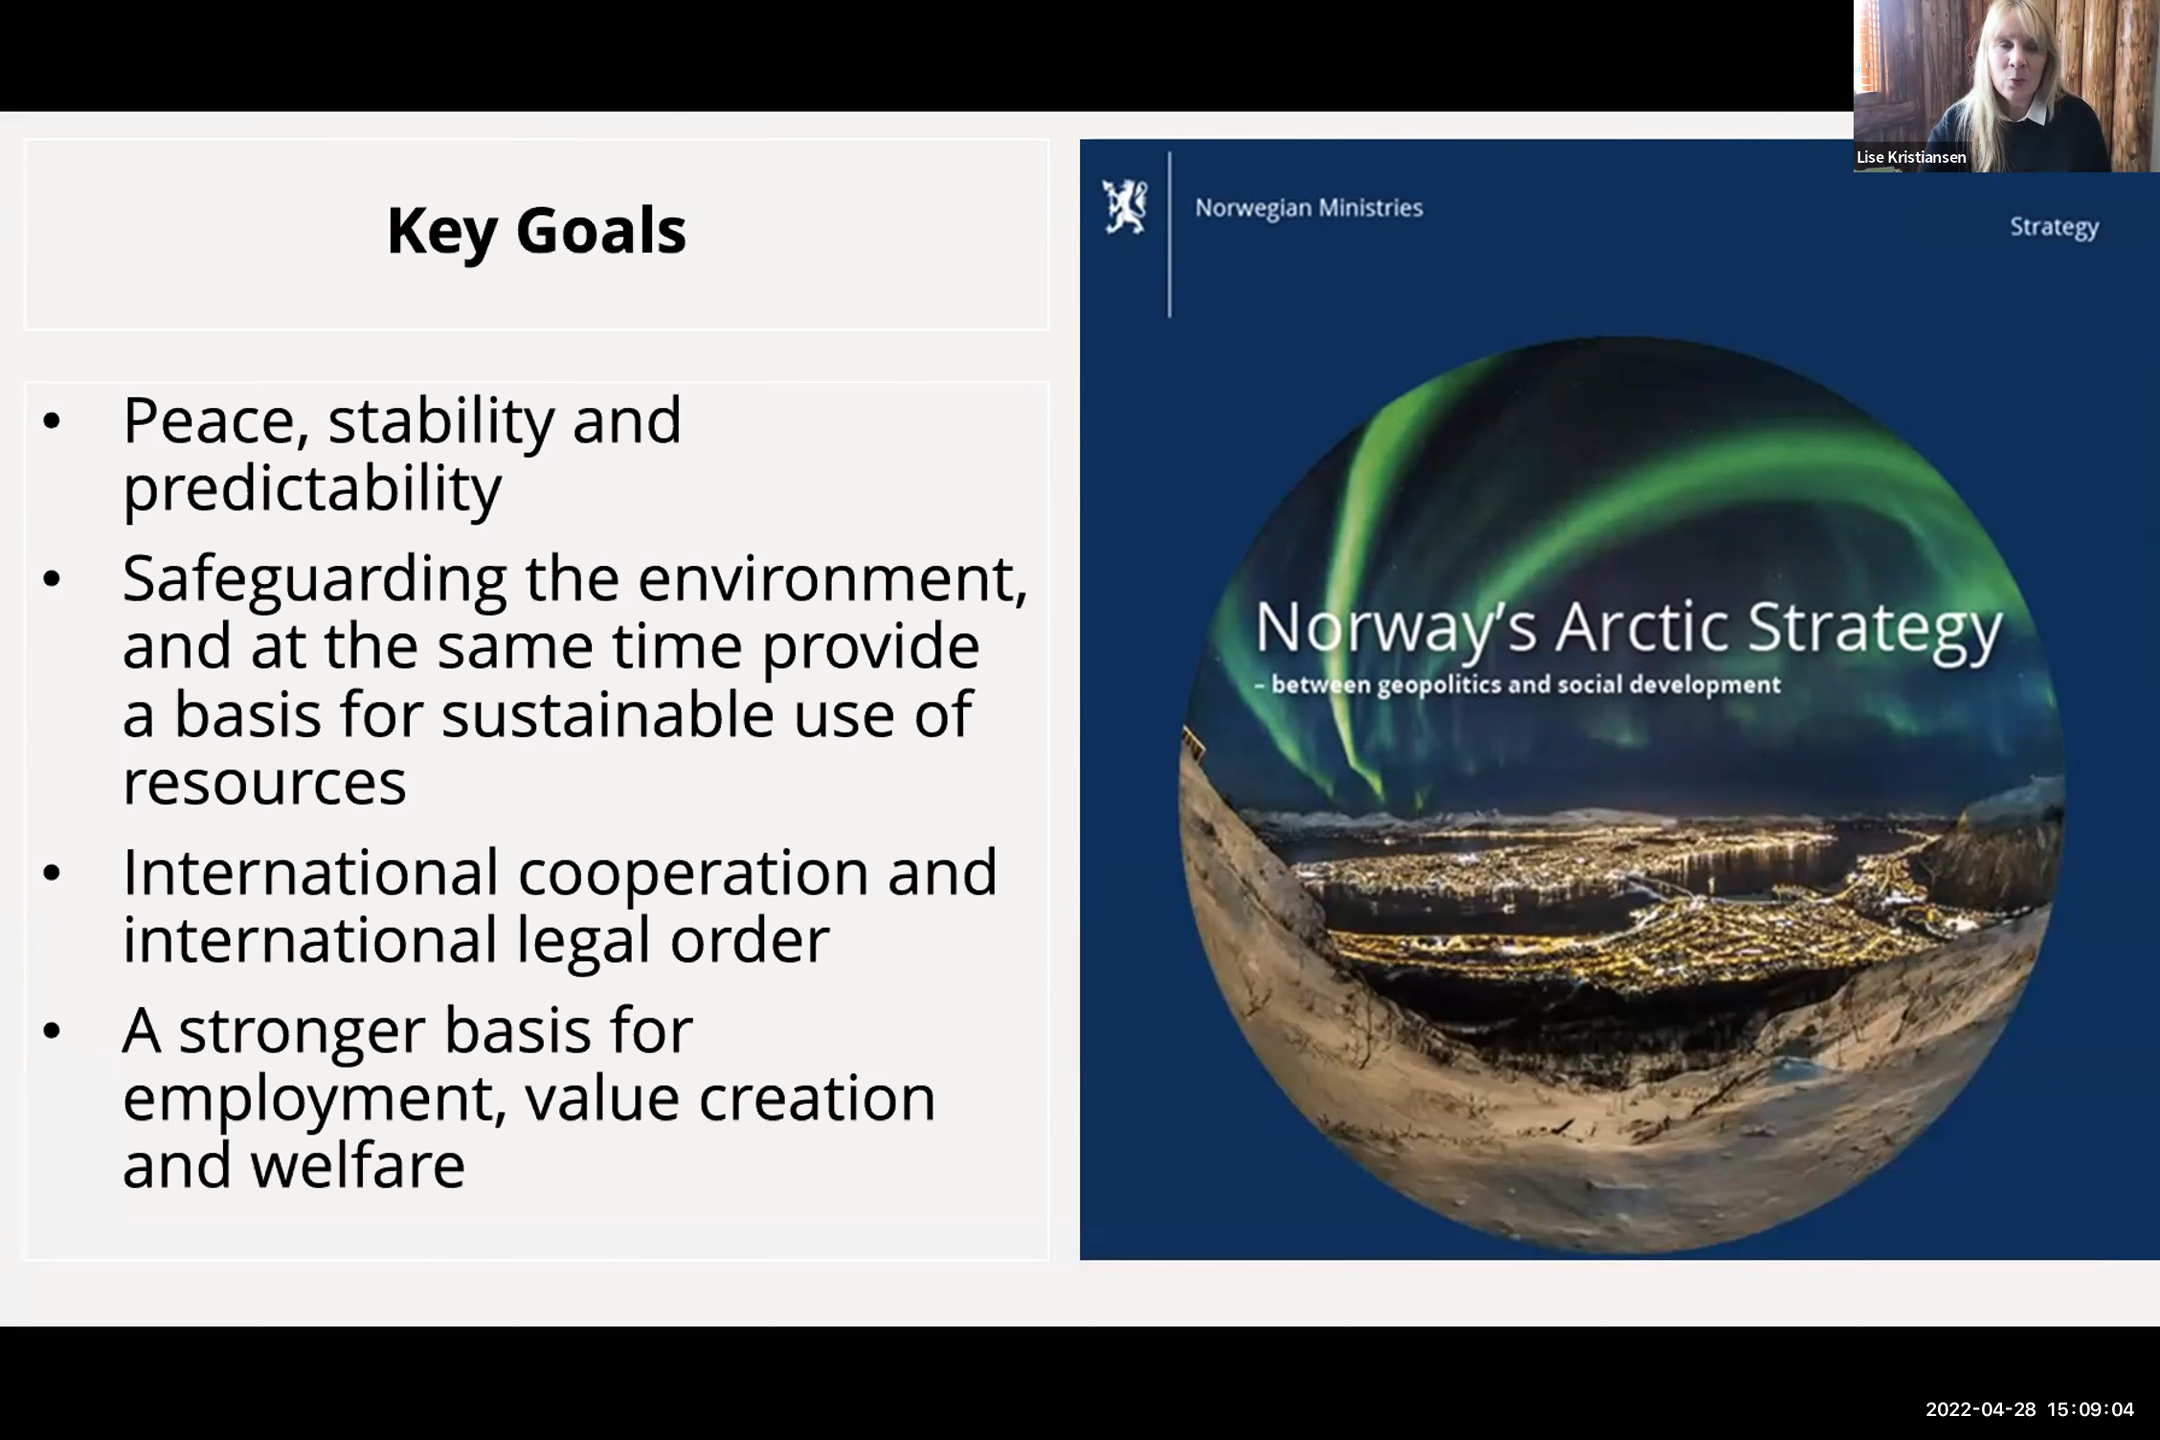 Lise Kristiansen
Key Goals
• Peace, stability and
predictability
• Safeguarding the environment,
and at the same time provide
a basis for sustainable use of
resources
• International cooperation and
international legal order
• A stronger basis for
employment, value creation
and welfare
Norwegian Ministries
Strategy
Norway's Arctic Strategy
– between geopolitics and social development
2022-04-28 15:09:04